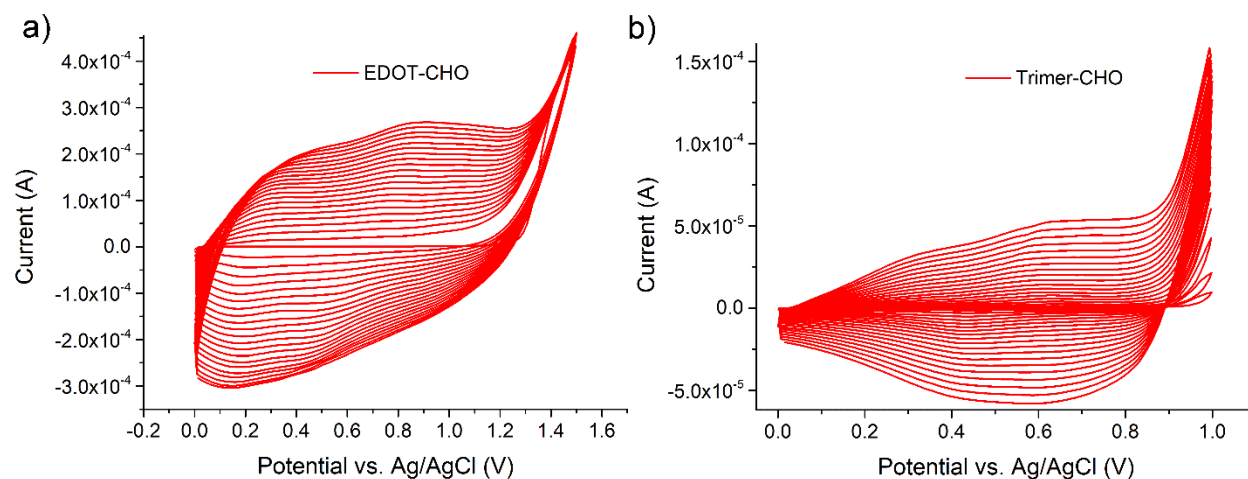 a)
EDOT-CHO
4.0x10⁻⁴
3.0x10⁻⁴
2.0x10⁻⁴
1.0x10⁻⁴
0.0
-1.0x10⁻⁴
-2.0x10⁻⁴
-3.0x10⁻⁴
Current (A)
-0.2 0.0 0.2 0.4 0.6 0.8 1.0 1.2 1.4 1.6
Potential vs. Ag/AgCl (V)
b)
Trimer-CHO
1.5x10⁻⁴
1.0x10⁻⁴
5.0x10⁻⁵
0.0
-5.0x10⁻⁵
Current (A)
0.0 0.2 0.4 0.6 0.8 1.0
Potential vs. Ag/AgCl (V)